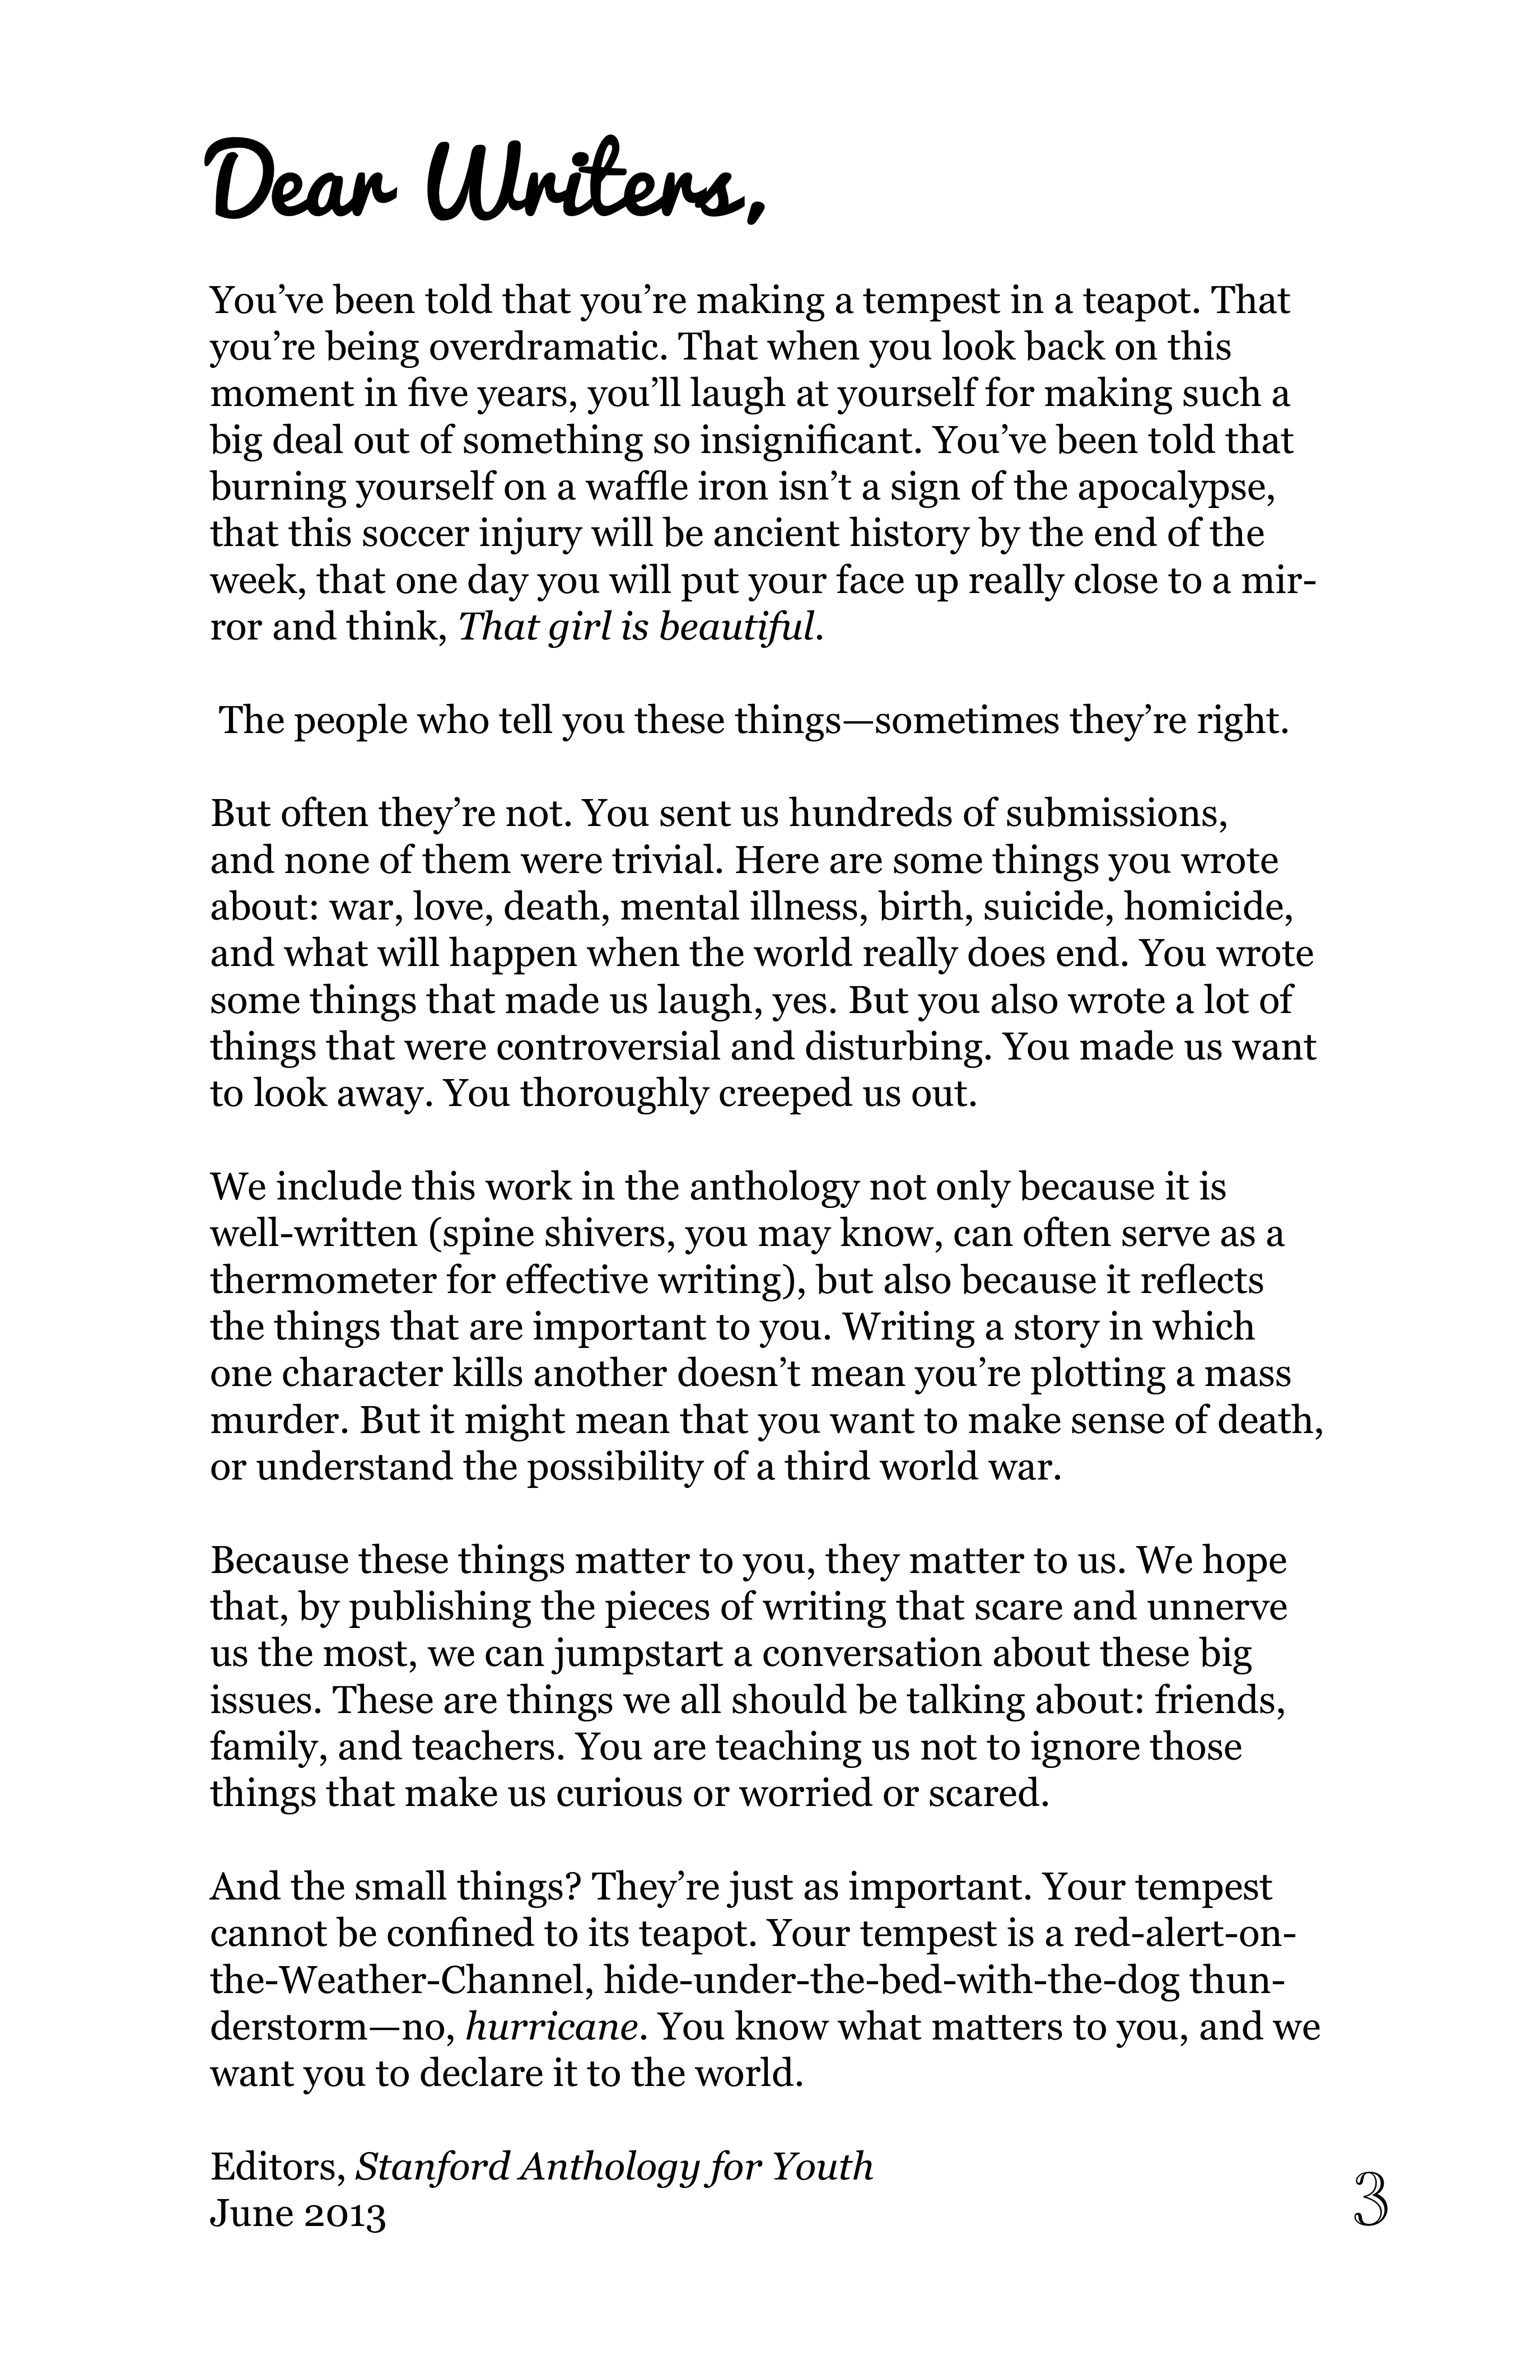 Dear Writers,
You’ve been told that you’re making a tempest in a teapot. That
you’re being overdramatic. That when you look back on this
moment in five years, you’ll laugh at yourself for making such a
big deal out of something so insignificant. You’ve been told that
burning yourself on a waffle iron isn’t a sign of the apocalypse,
that this soccer injury will be ancient history by the end of the
week, that one day you will put your face up really close to a mir-
ror and think, That girl is beautiful.
The people who tell you these things—sometimes they’re right.
But often they’re not. You sent us hundreds of submissions,
and none of them were trivial. Here are some things you wrote
about: war, love, death, mental illness, birth, suicide, homicide,
and what will happen when the world really does end. You wrote
some things that made us laugh, yes. But you also wrote a lot of
things that were controversial and disturbing. You made us want
to look away. You thoroughly creeped us out.
We include this work in the anthology not only because it is
well-written (spine shivers, you may know, can often serve as a
thermometer for effective writing), but also because it reflects
the things that are important to you. Writing a story in which
one character kills another doesn’t mean you’re plotting a mass
murder. But it might mean that you want to make sense of death,
or understand the possibility of a third world war.
Because these things matter to you, they matter to us. We hope
that, by publishing the pieces of writing that scare and unnerve
us the most, we can jumpstart a conversation about these big
issues. These are things we all should be talking about: friends,
family, and teachers. You are teaching us not to ignore those
things that make us curious or worried or scared.
And the small things? They’re just as important. Your tempest
cannot be confined to its teapot. Your tempest is a red-alert-on-
the-Weather-Channel, hide-under-the-bed-with-the-dog thun-
derstorm—no, hurricane. You know what matters to you, and we
want you to declare it to the world.
Editors, Stanford Anthology for Youth
June 2013
3